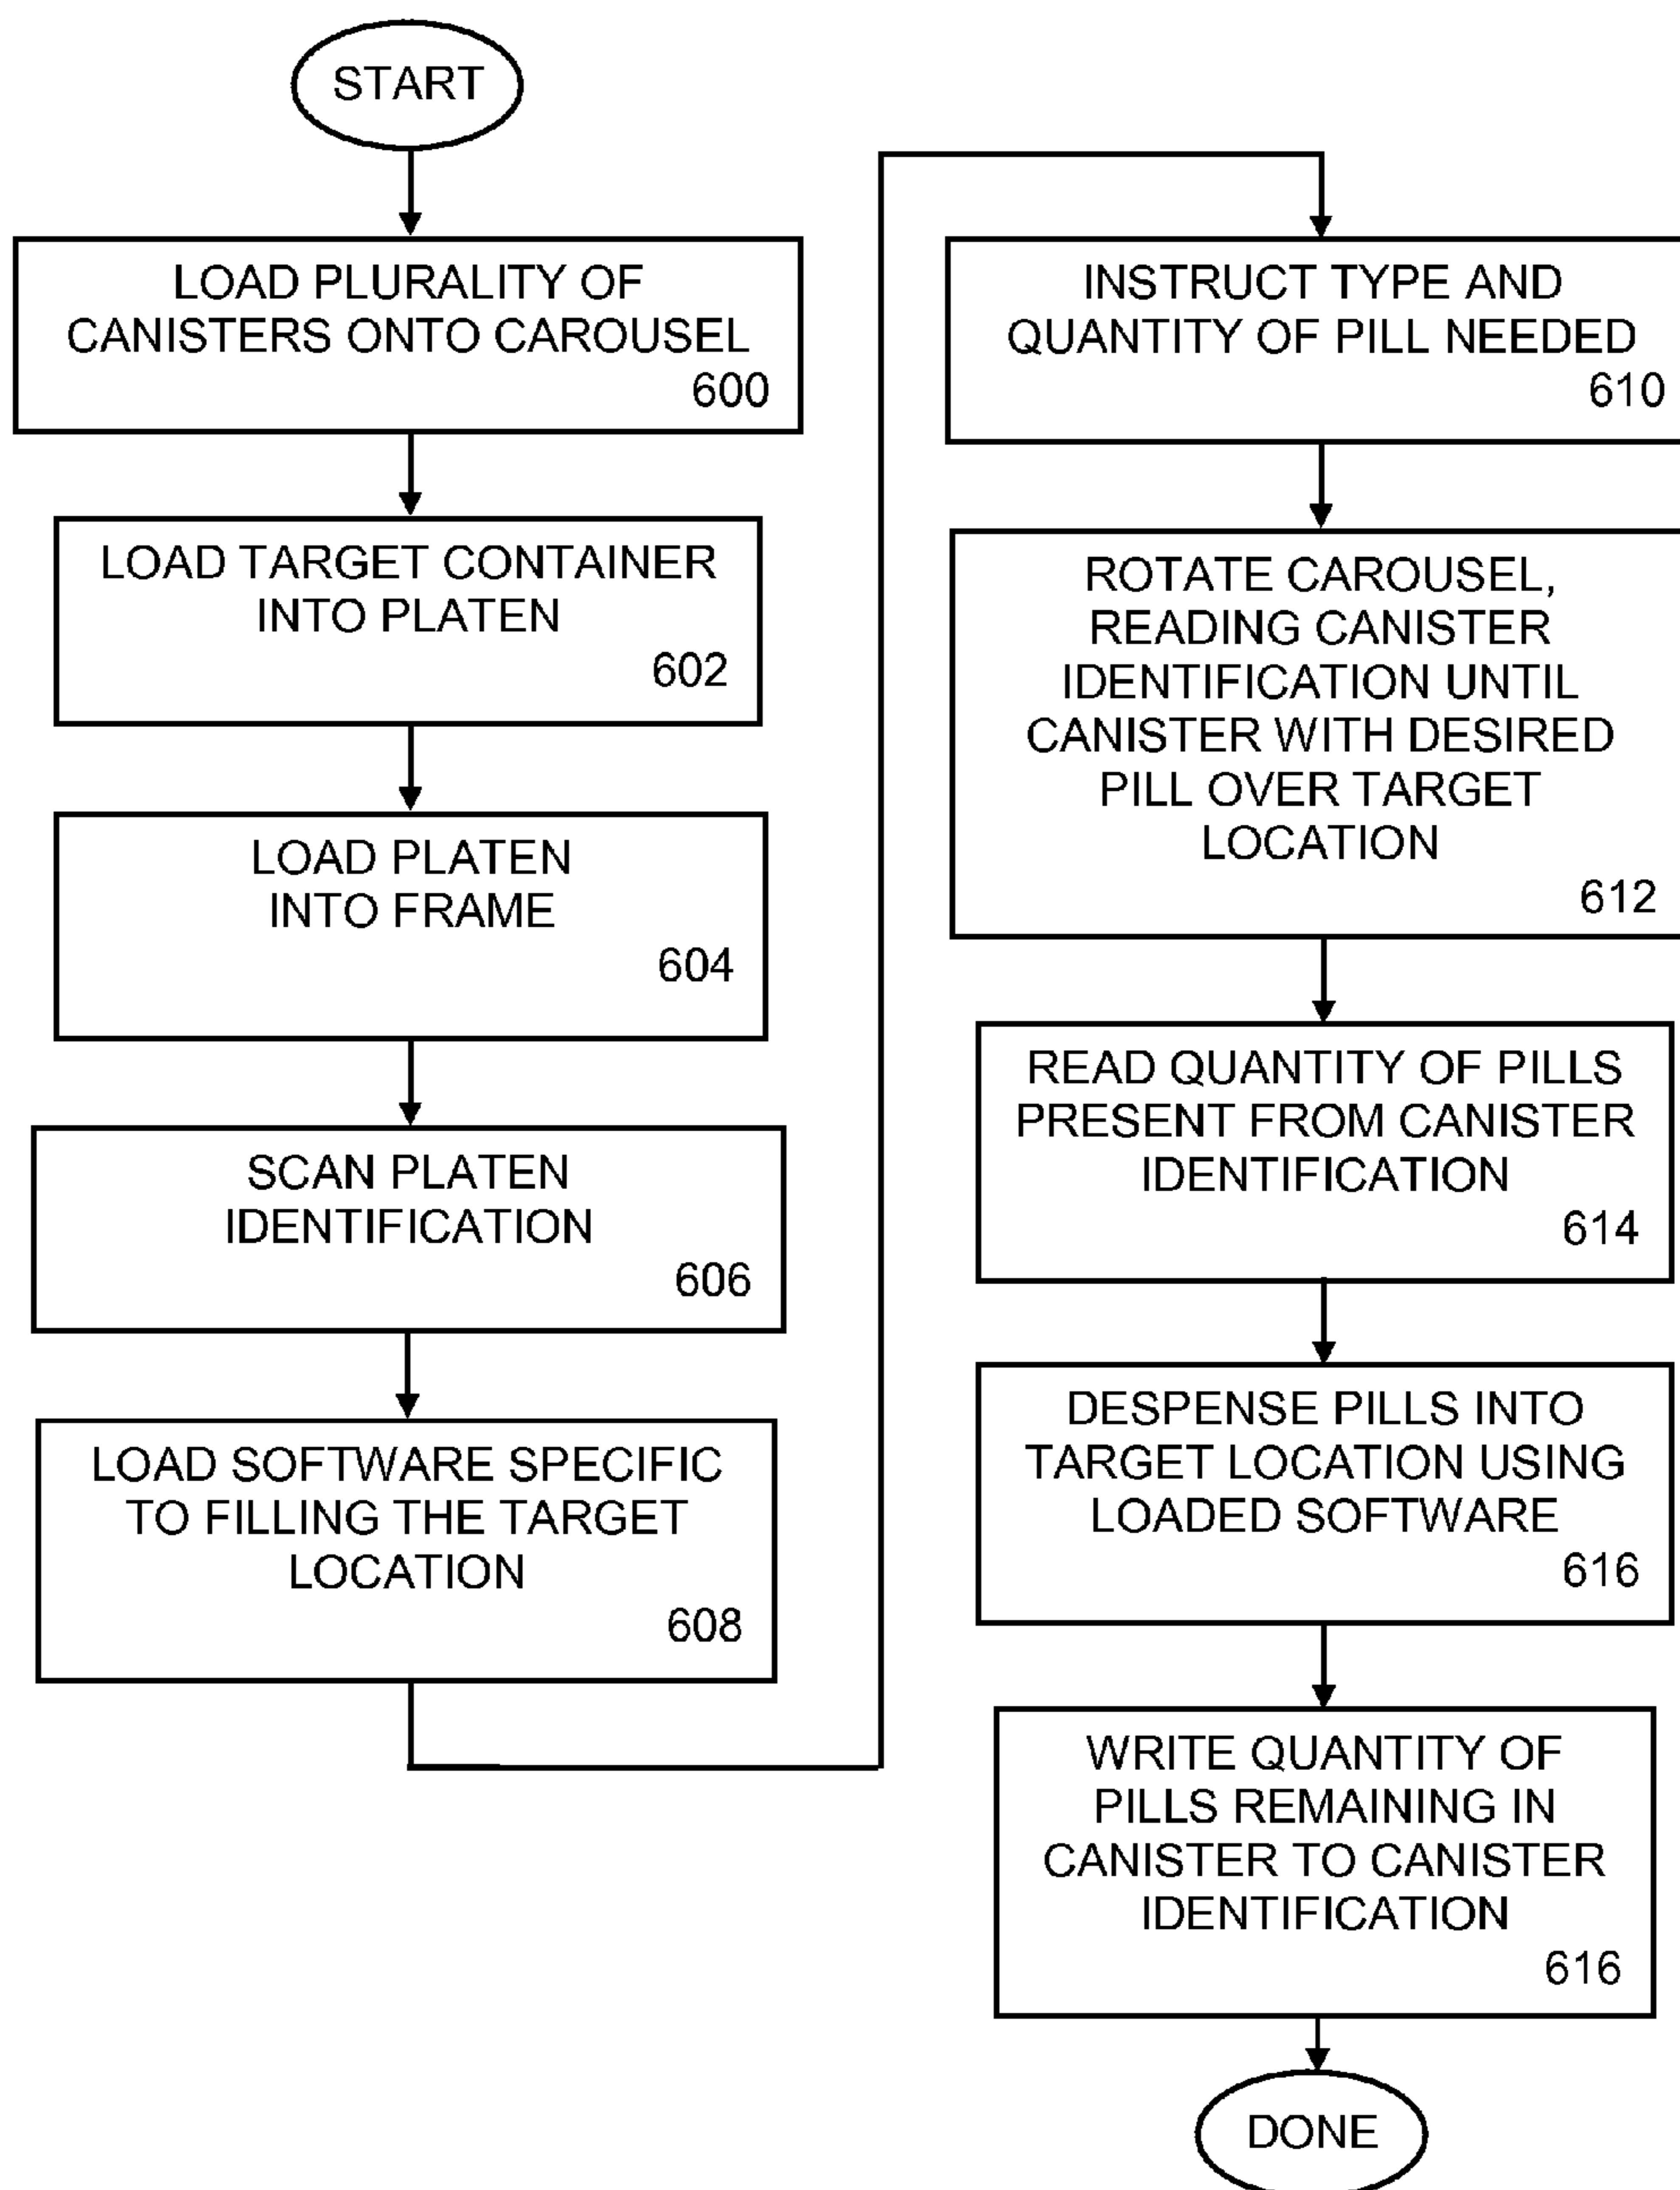 START
LOAD PLURALITY OF
CANISTERS ONTO CAROUSEL
600
LOAD TARGET CONTAINER
INTO PLATEN
602
LOAD PLATEN
INTO FRAME
604
SCAN PLATEN
IDENTIFICATION
606
LOAD SOFTWARE SPECIFIC
TO FILLING THE TARGET
LOCATION
608
INSTRUCT TYPE AND
QUANTITY OF PILL NEEDED
610
ROTATE CAROUSEL,
READING CANISTER
IDENTIFICATION UNTIL
CANISTER WITH DESIRED
PILL OVER TARGET
LOCATION
612
READ QUANTITY OF PILLS
PRESENT FROM CANISTER
IDENTIFICATION
614
DESPENSE PILLS INTO
TARGET LOCATION USING
LOADED SOFTWARE
616
WRITE QUANTITY OF
PILLS REMAINING IN
CANISTER TO CANISTER
IDENTIFICATION
616
DONE